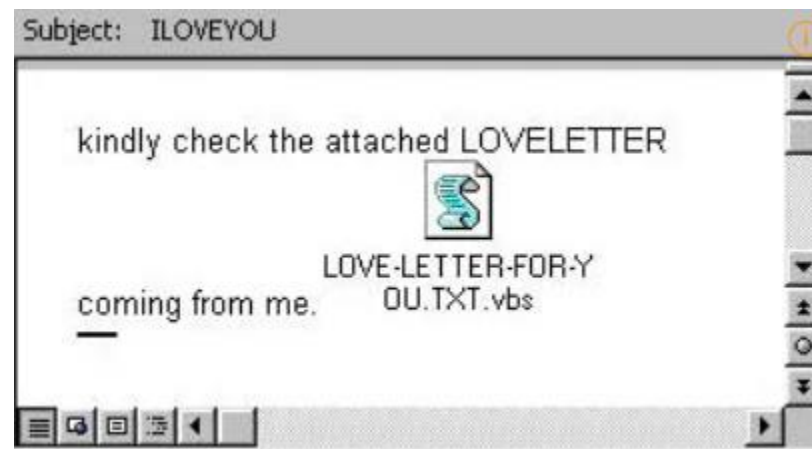 Subject: ILOVEYOU
kindly check the attached LOVELETTER
LOVE-LETTER-FOR-Y
OU.TXT.vbs
coming from me.